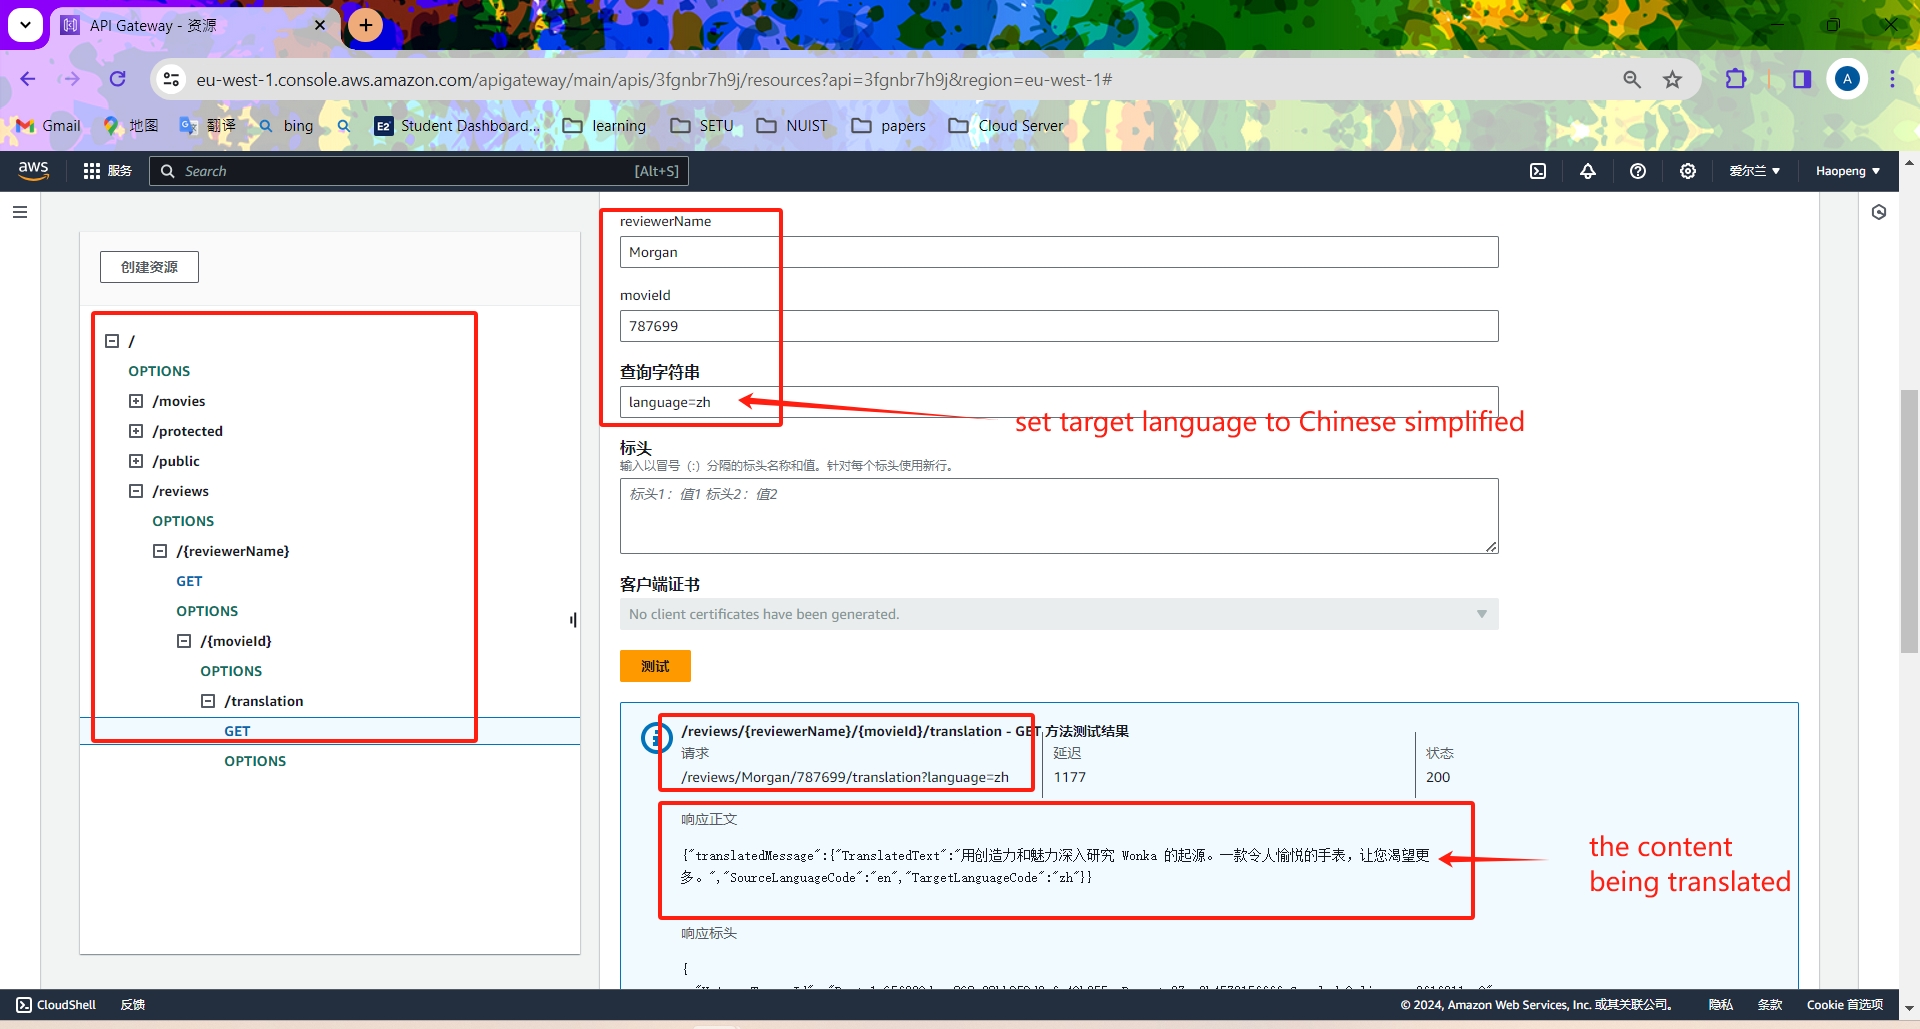 API Gateway - 资源
eu-west-1.console.aws.amazon.com/apigateway/main/apis/3fgnbr7h9j/resources?api=3fgnbr7h9j&region=eu-west-1#
A
Gmail
地图
翻译
bing
E2 Student Dashboard...
learning
SETU
NUIST
papers
Cloud Server
aws
服务
Search
[Alt+S]
爱尔兰
Haopeng
创建资源
/
OPTIONS
/movies
/protected
/public
/reviews
OPTIONS
/{reviewerName}
GET
OPTIONS
/{movieId}
OPTIONS
/translation
GET
OPTIONS
reviewerName
Morgan
movieId
787699
查询字符串
language=zh
set target language to Chinese simplified
标头
输入以冒号（:）分隔的标头名称和值。针对每个标头使用新行。
标头1：值1 标头2：值2
客户端证书
No client certificates have been generated.
测试
/reviews/{reviewerName}/{movieId}/translation - GET 方法测试结果
请求
/reviews/Morgan/787699/translation?language=zh
延迟
1177
状态
200
响应正文
{"translatedMessage":{"TranslatedText":"用创造力和魅力深入研究 Wonka 的起源。一款令人愉悦的手表，让您渴望更
多。","SourceLanguageCode":"en","TargetLanguageCode":"zh"}}
the content
being translated
响应标头
{
CloudShell
反馈
© 2024, Amazon Web Services, Inc. 或其关联公司。
隐私
条款
Cookie 首选项